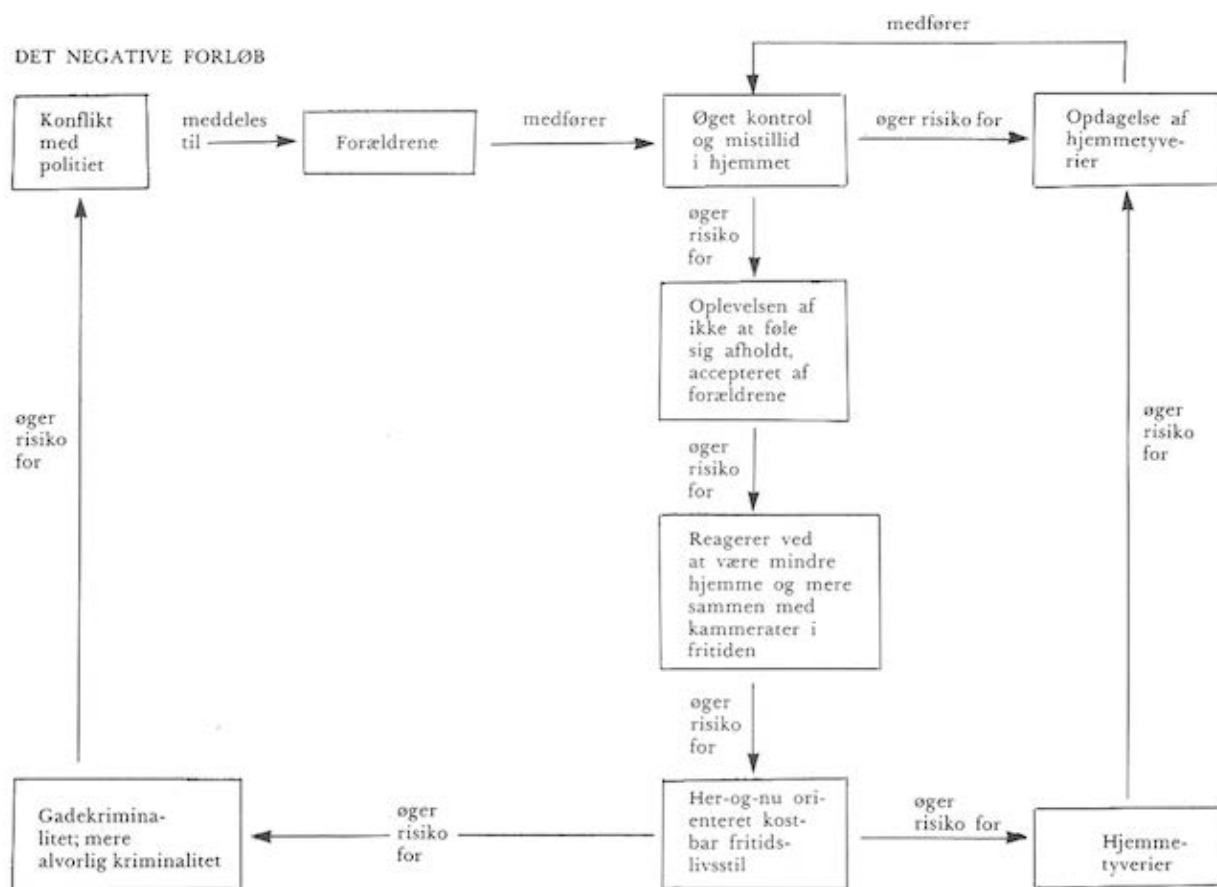 medfører
DET NEGATIVE FORLØB
Konflikt
med
politiet
meddeles
til
Forældrene
medfører
Øget kontrol
og mistillid
i hjemmet
øger risiko for
Opdagelse af
hjemmetyve-
rier
øger
risiko
for
Oplevelsen af
ikke at føle
sig afholdt,
accepteret af
forældrene
øger
risiko
for
øger
risiko
for
øger
risiko
for
Reagerer ved
at være mindre
hjemme og mere
sammen med
kammerater i
fritiden
øger
risiko
for
Gadekrimina-
litet; mere
alvorlig kriminalitet
øger
risiko
for
Her-og-nu ori-
enteret kost-
bar fritids-
livsstil
øger
risiko for
Hjemme-
tyverier